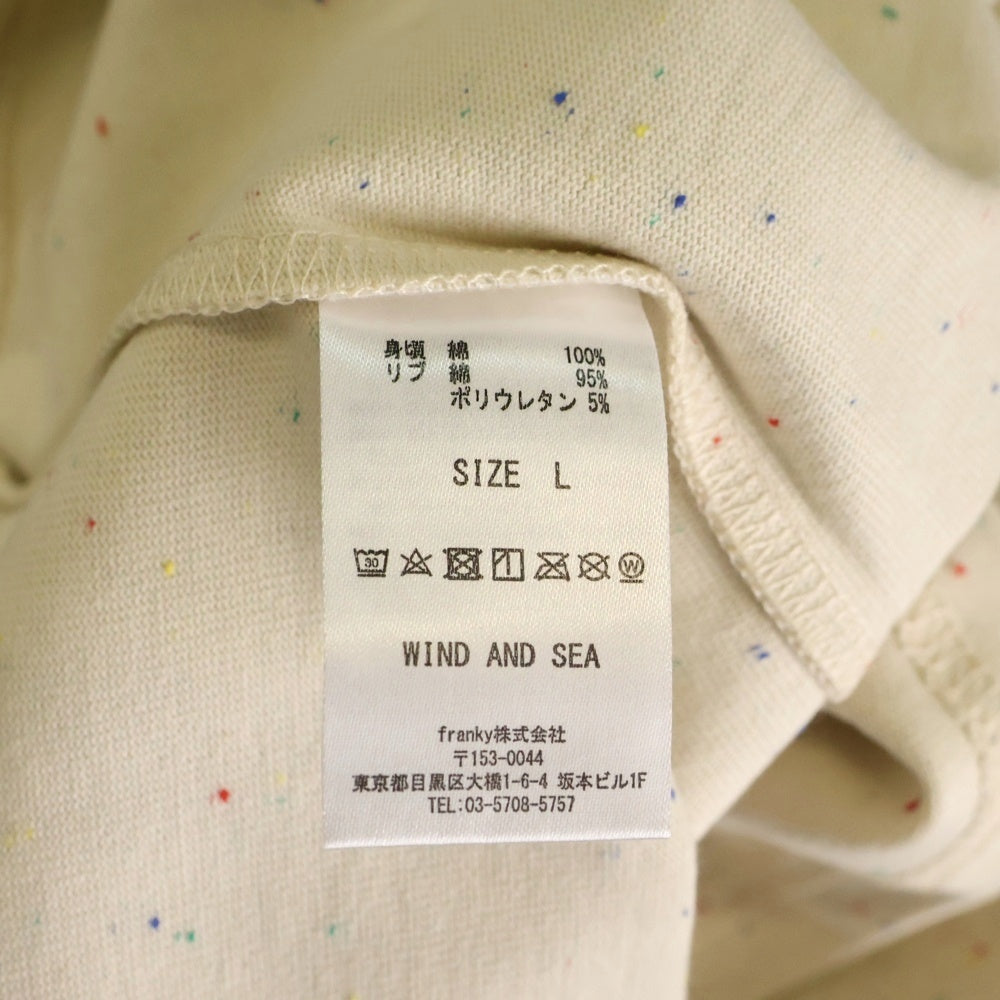 身頃 綿 100%
リブ 綿 95%
ポリウレタン 5%
SIZE L
30 W
WIND AND SEA
franky株式会社
〒153-0044
東京都目黒区大橋1-6-4 坂本ビル1F
TEL:03-5708-5757